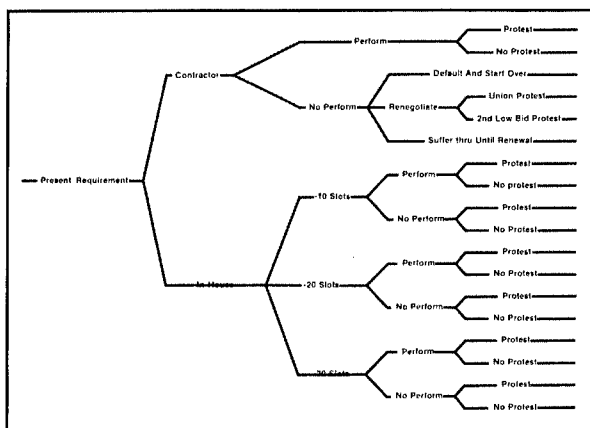 Present Requirement
Contractor
Perform
Protest
No Protest
No Perform
Default And Start Over
Renegotiate
Union Protest
2nd Low Bid Protest
Suffer thru Until Renewal
In House
-10 Slots
Perform
Protest
No protest
No Perform
Protest
No Protest
-20 Slots
Perform
Protest
No Protest
No Perform
Protest
No Protest
-30 Slots
Perform
Protest
No Protest
No Perform
Protest
No Protest